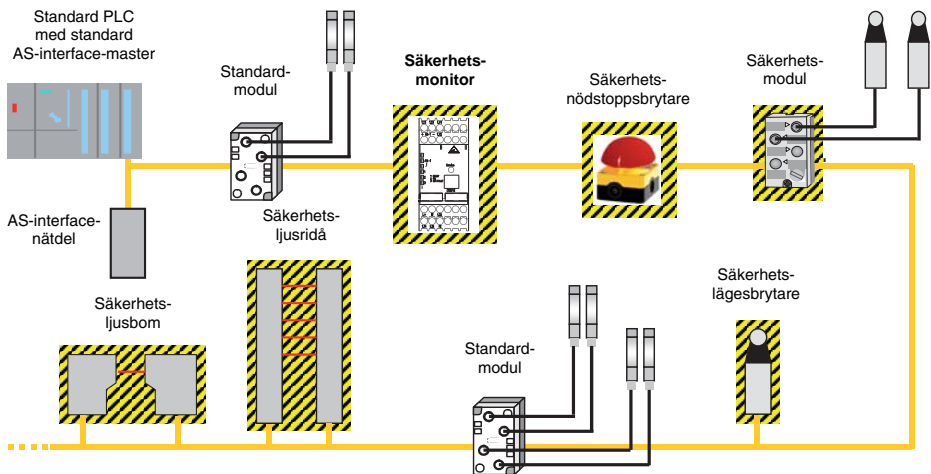 Standard PLC
med standard
AS-interface-master
Standard-
modul
Säkerhets-
monitor
Säkerhets-
nödstoppsbrytare
Säkerhets-
modul
AS-interface-
nätdel
Säkerhets-
ljusridå
Säkerhets-
ljusbom
Standard-
modul
Säkerhets-
lägesbrytare